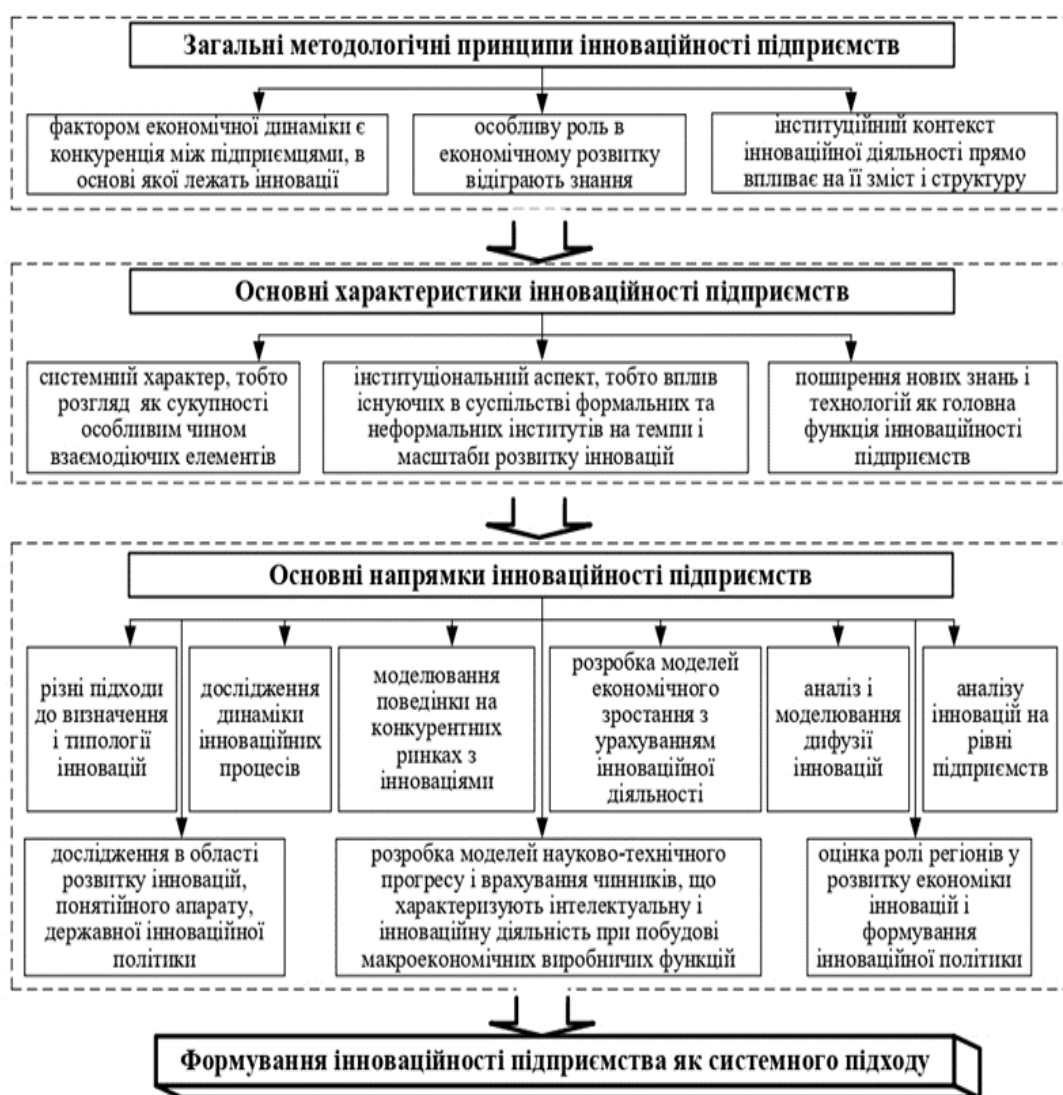 Загальні методологічні принципи інноваційності підприємств
фактором економічної динаміки є
конкуренція між підприємцями, в
основі якої лежать інновації
особливу роль в
економічному розвитку
відіграють знання
інституційний контекст
інноваційної діяльності прямо
впливає на її зміст і структуру
Основні характеристики інноваційності підприємств
системний характер, тобто
розгляд як сукупності
особливим чином
взаємодіючих елементів
інституціональний аспект, тобто вплив
існуючих в суспільстві формальних та
неформальних інститутів на темпи і
масштаби розвитку інновацій
поширення нових знань і
технологій як головна
функція інноваційності
підприємств
Основні напрямки інноваційності підприємств
різні підходи
до визначення
і типології
інновацій
дослідження
динаміки
інноваційних
процесів
моделювання
поведінки на
конкурентних
ринках з
інноваціями
розробка моделей
економічного
зростання з
урахуванням
інноваційної
діяльності
аналіз і
моделювання
дифузії
інновацій
аналізу
інновацій на
рівні
підприємств
дослідження в області
розвитку інновацій,
понятійного апарату,
державної інноваційної
політики
розробка моделей науково-технічного
прогресу і врахування чинників, що
характеризують інтелектуальну і
інноваційну діяльність при побудові
макроекономічних виробничих функцій
оцінка ролі регіонів у
розвитку економіки
інновацій і
формування
інноваційної політики
Формування інноваційності підприємства як системного підходу